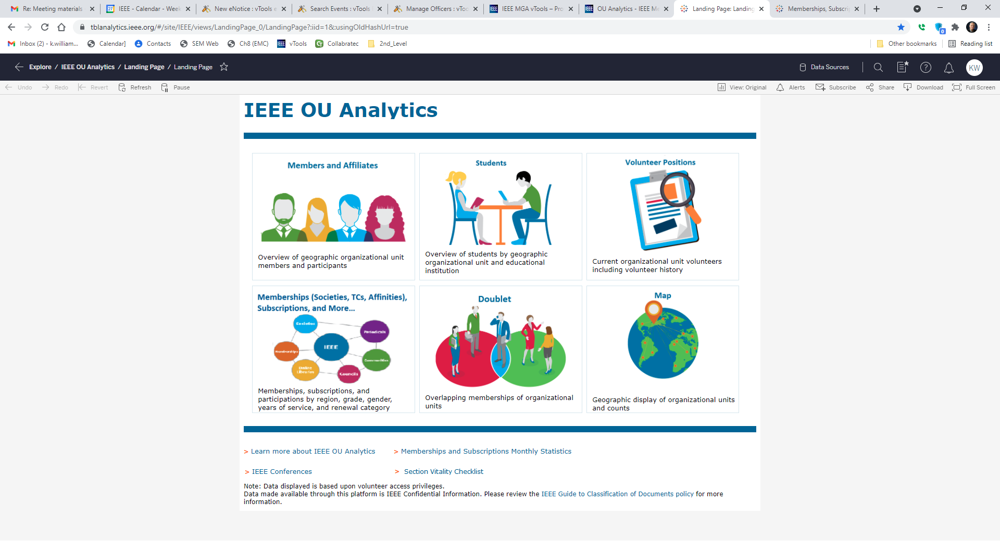 Re: Meeting materials
IEEE - Calendar - Week
New eNotice : vTools e
Search Events : vTools
Manage Officers : vToo
IEEE MGA vTools – Pro
OU Analytics - IEEE Me
Landing Page: Landing
Memberships, Subscri
tblanalytics.ieee.org/#/site/IEEE/views/LandingPage_0/LandingPage?:iid=1&:usingOldHashUrl=true
Inbox (2) - k.william...
Calendar]
Contacts
SEM Web
Ch8 (EMC)
IEEE vTools
Collabratec
2nd_Level
Other bookmarks
Reading list
Explore / IEEE OU Analytics / Landing Page / Landing Page
Data Sources
KW
Undo
Redo
Revert
Refresh
Pause
View: Original
Alerts
Subscribe
Share
Download
Full Screen
IEEE OU Analytics
Members and Affiliates
Overview of geographic organizational unit
members and participants
Students
Overview of students by geographic
organizational unit and educational
institution
Volunteer Positions
Current organizational unit volunteers
including volunteer history
Memberships (Societies, TCs, Affinities),
Subscriptions, and More...
Societies
Periodicals
IEEE
Memberships
Communities
Online
Libraries
Councils
Memberships, subscriptions, and
participations by region, grade, gender,
years of service, and renewal category
Doublet
Overlapping memberships of organizational
units
Map
Geographic display of organizational units
and counts
> Learn more about IEEE OU Analytics
> Memberships and Subscriptions Monthly Statistics
> IEEE Conferences
> Section Vitality Checklist
Note: Data displayed is based upon volunteer access privileges.
Data made available through this platform is IEEE Confidential Information. Please review the IEEE Guide to Classification of Documents policy for more
information.